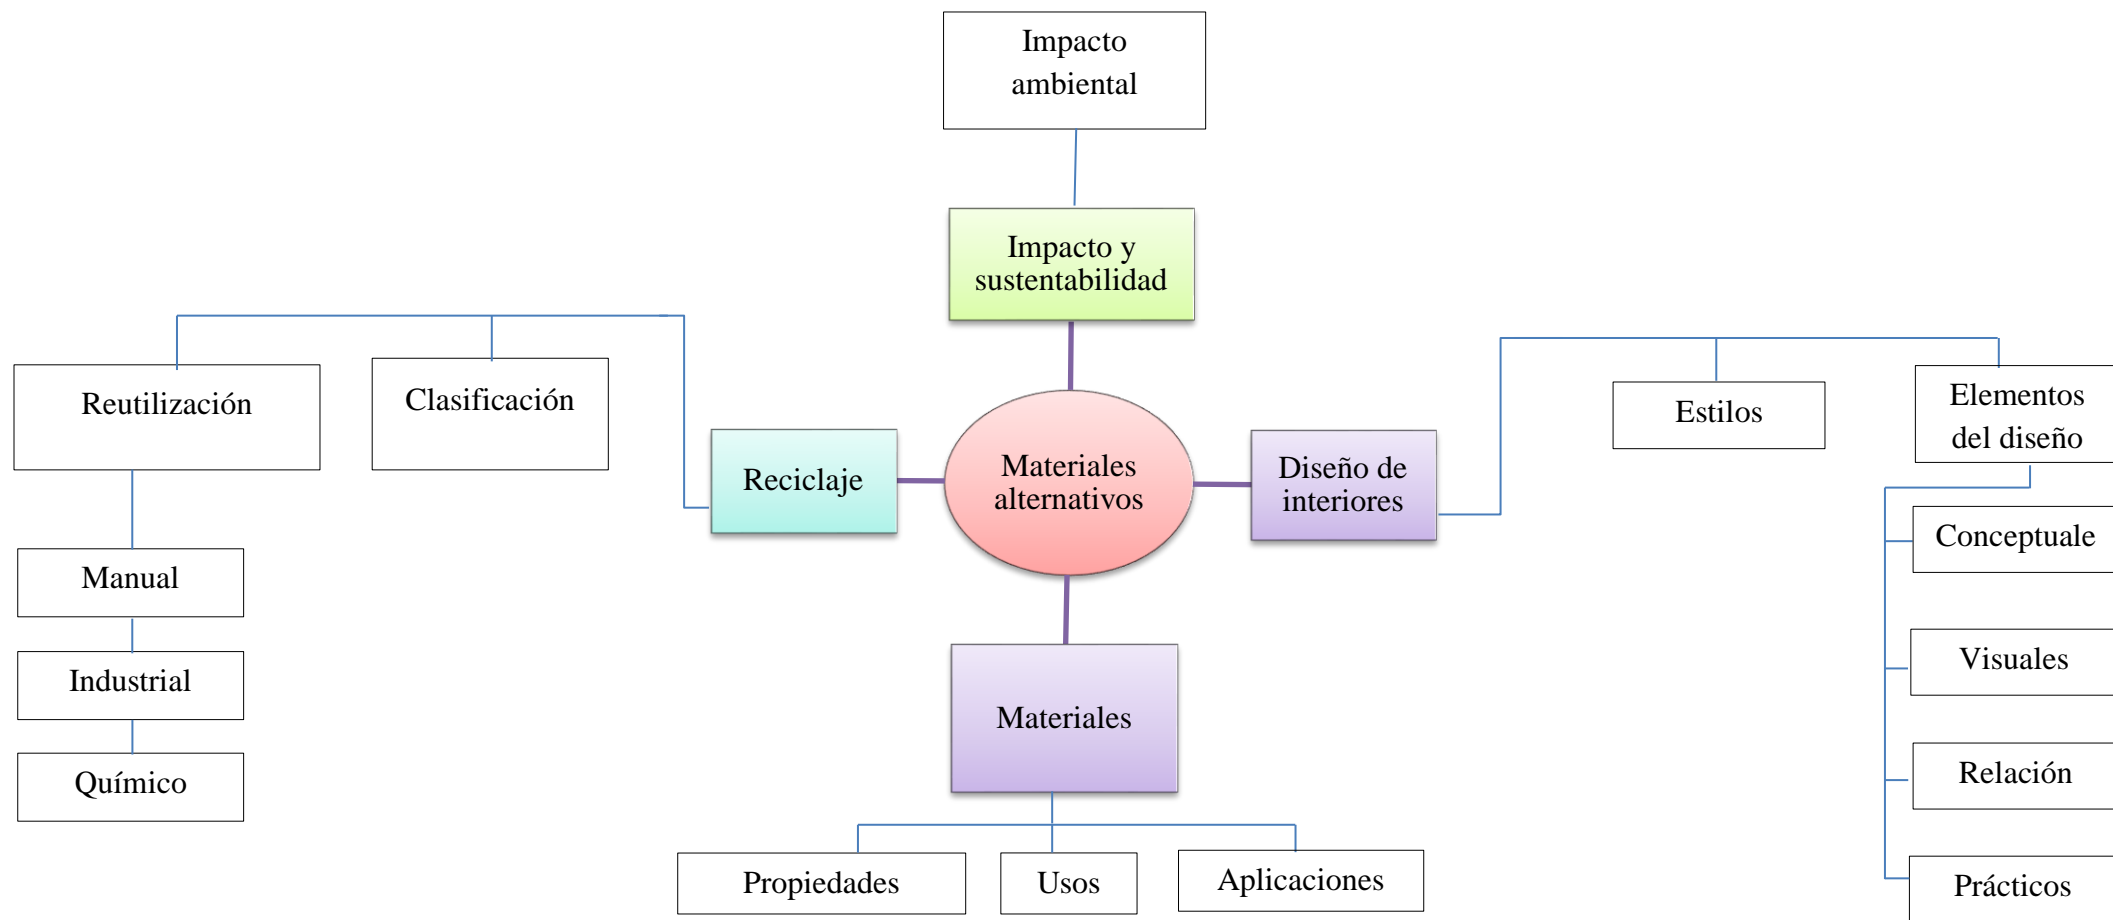 Impacto
ambiental
Impacto y
sustentabilidad
Reutilización
Clasificación
Reciclaje
Materiales
alternativos
Diseño de
interiores
Estilos
Elementos
del diseño
Manual
Industrial
Químico
Materiales
Propiedades
Usos
Aplicaciones
Conceptuale
Visuales
Relación
Prácticos